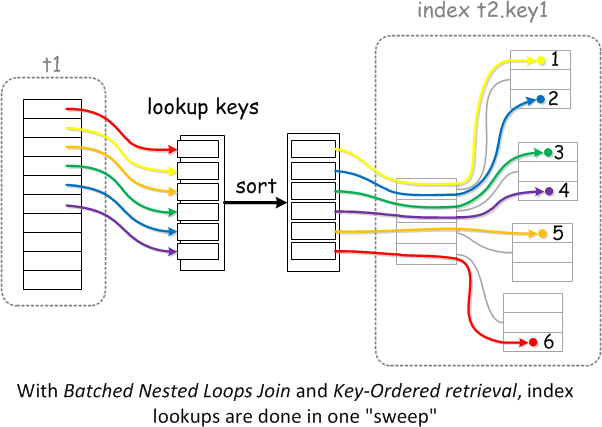 index t2.key1
t1
lookup keys
sort
1
2
3
4
5
6
With Batched Nested Loops Join and Key-Ordered retrieval, index
lookups are done in one "sweep"